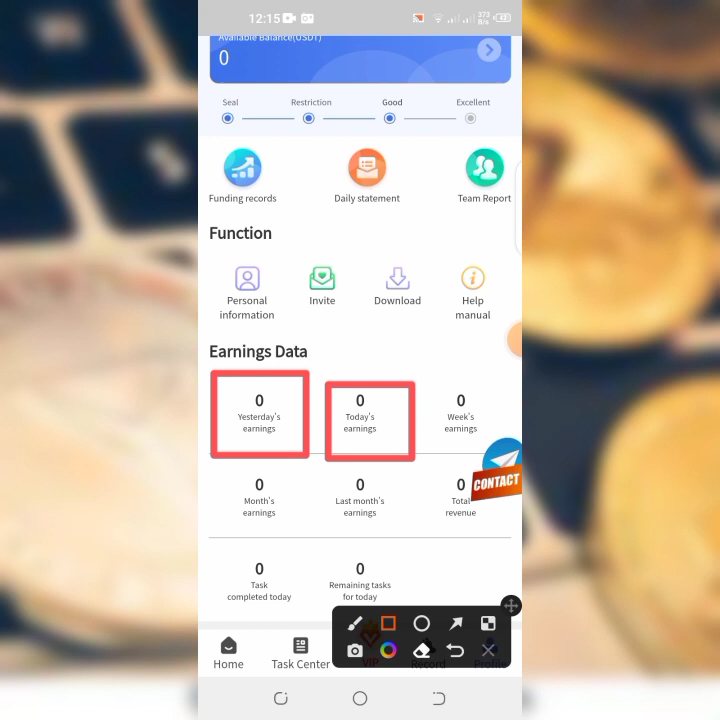 12:15
373
B/s
43
Available Balance(USDT)
0
Seal
Restriction
Good
Excellent
Funding records
Daily statement
Team Report
Function
Personal
information
Invite
Download
Help
manual
Earnings Data
0
Yesterday's
earnings
0
Today's
earnings
0
Week's
earnings
CONTACT
0
Month's
earnings
0
Last month's
earnings
0
Total
revenue
0
Task
completed today
0
Remaining tasks
for today
Home
Task Center
VIP
Record
Profile